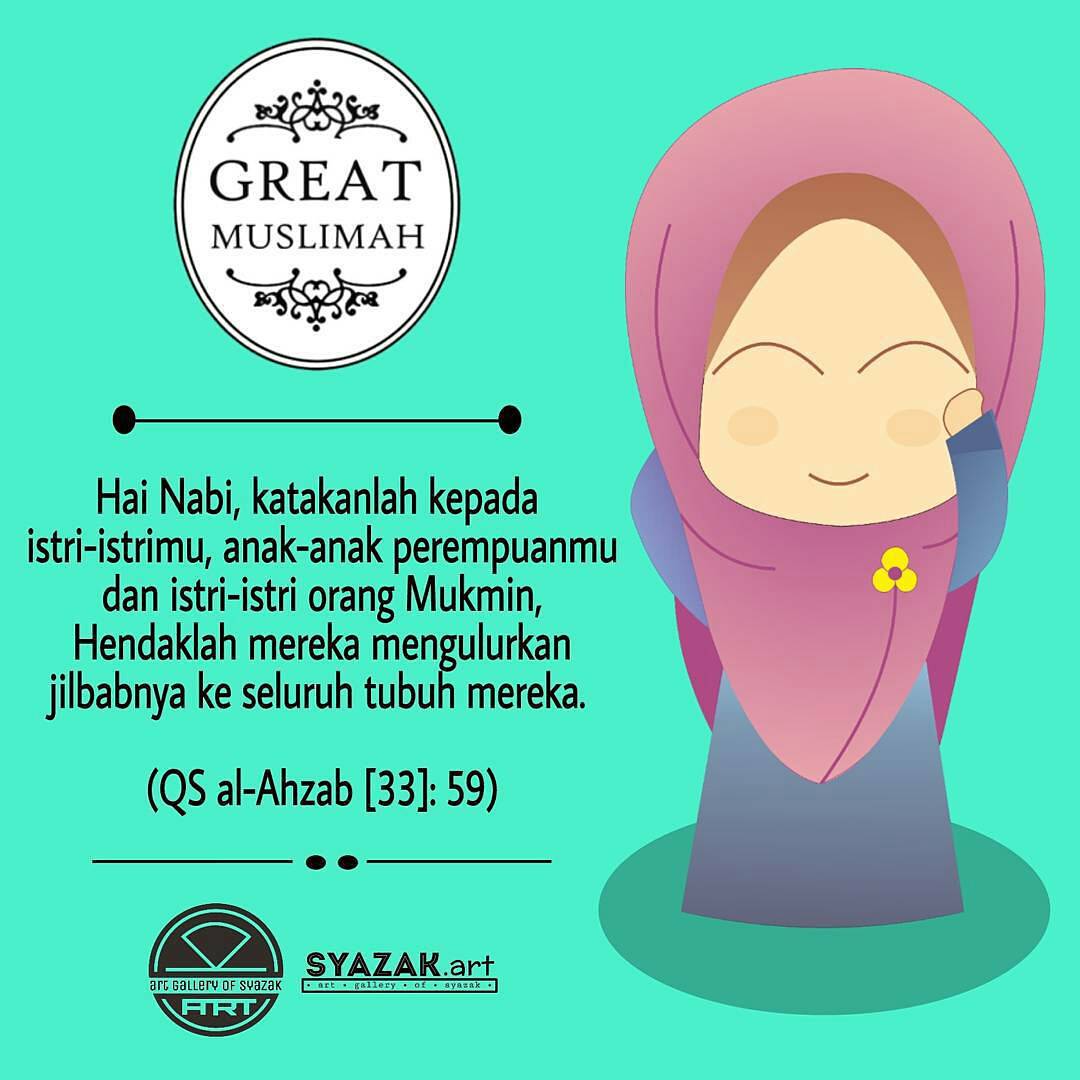 GREAT
MUSLIMAH
Hai Nabi, katakanlah kepada
istri-istrimu, anak-anak perempuanmu
dan istri-istri orang Mukmin,
Hendaklah mereka mengulurkan
jilbabnya ke seluruh tubuh mereka.
(QS al-Ahzab [33]: 59)
art GALLERY OF SYAZAK
ART
SYAZAK.art
• art • gallery • of • syazak •